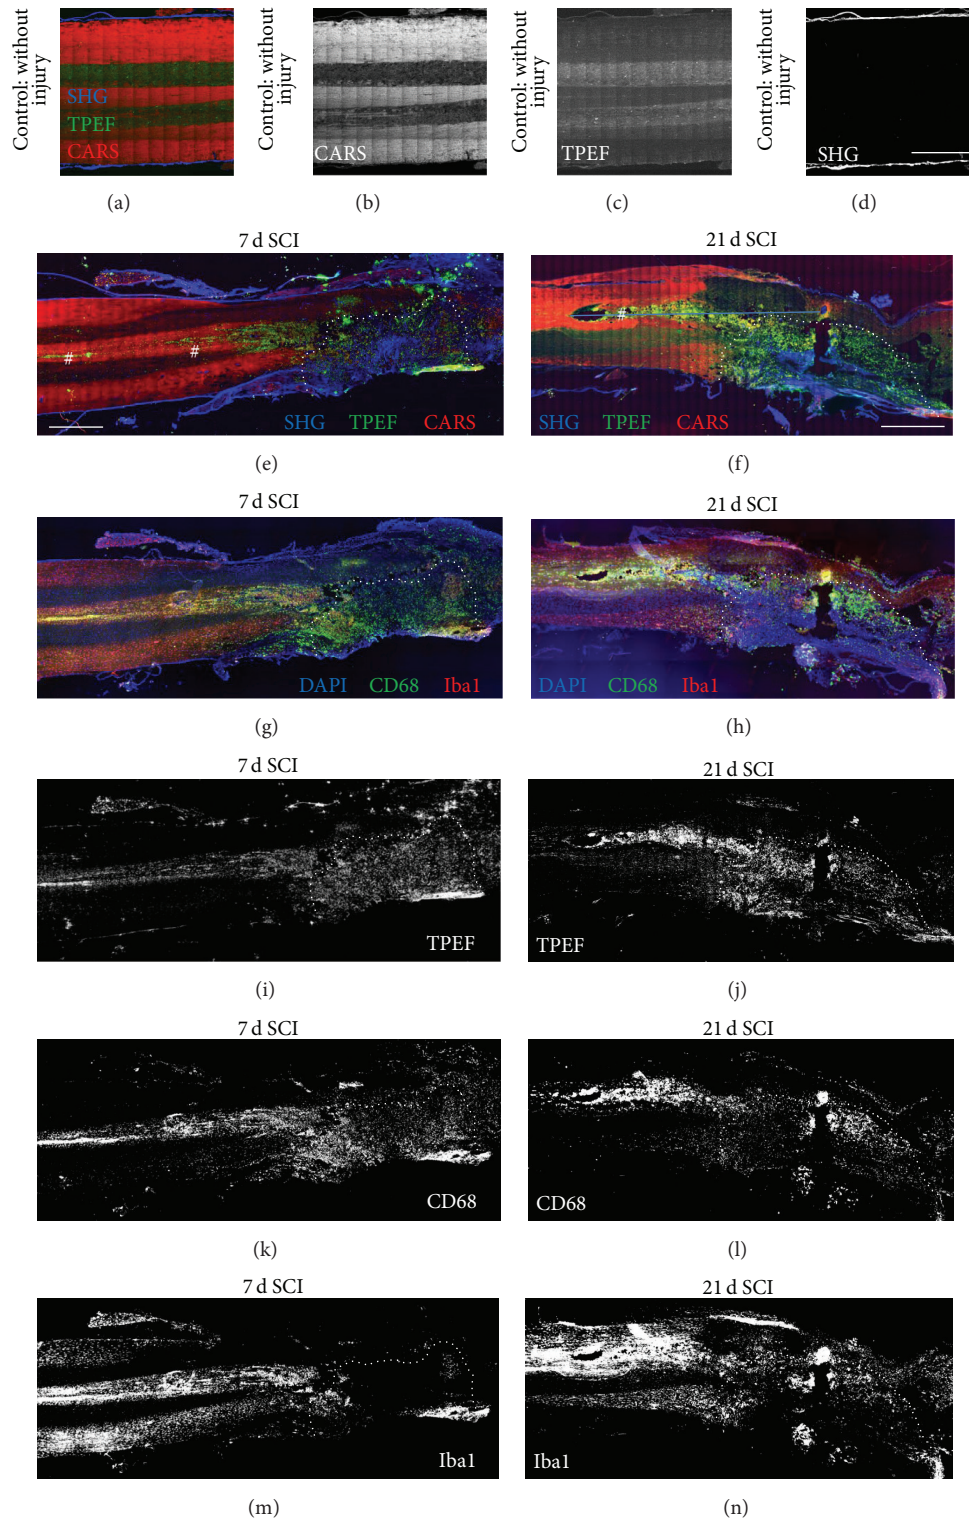 Control: without
injury
SHG
TPEF
CARS
(a)
Control: without
injury
CARS
(b)
Control: without
injury
TPEF
(c)
Control: without
injury
SHG
(d)
7 d SCI
#
#
SHG TPEF CARS
(e)
21 d SCI
#
SHG TPEF CARS
(f)
7 d SCI
DAPI CD68 Iba1
(g)
21 d SCI
DAPI CD68 Iba1
(h)
7 d SCI
TPEF
(i)
21 d SCI
TPEF
(j)
7 d SCI
CD68
(k)
21 d SCI
CD68
(l)
7 d SCI
Iba1
(m)
21 d SCI
Iba1
(n)